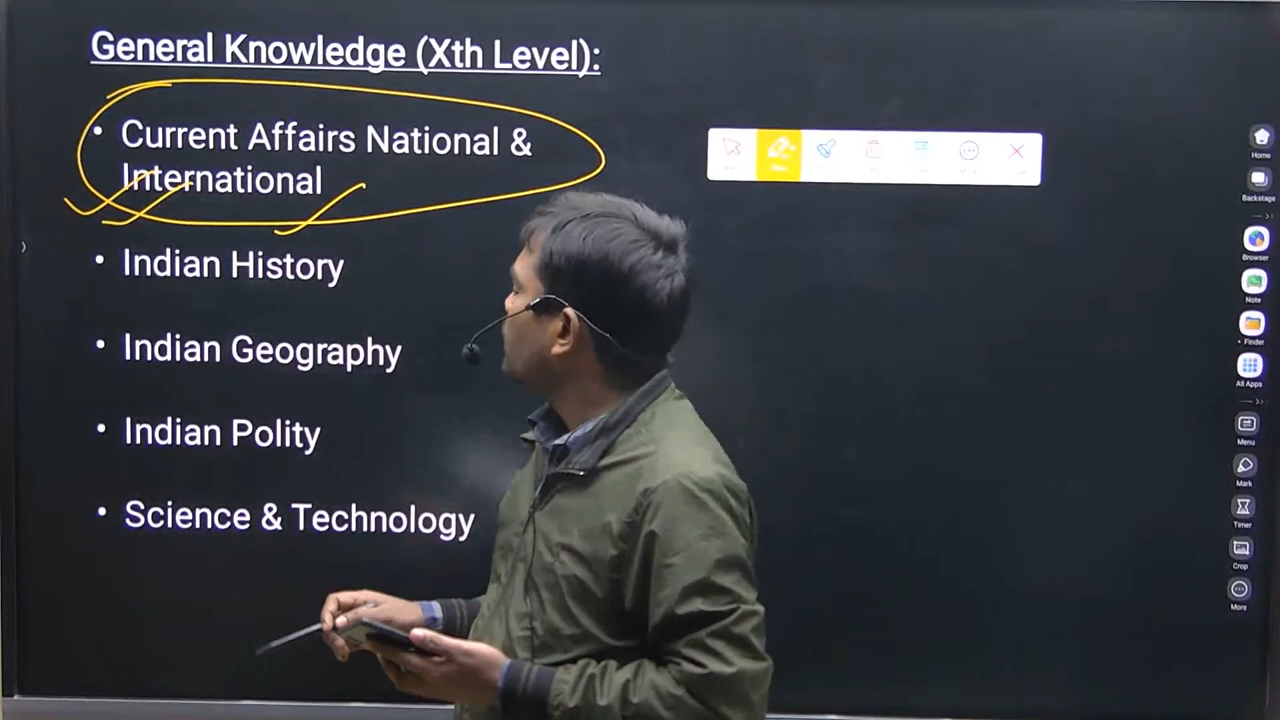 General Knowledge (Xth Level):
• Current Affairs National &
International
• Indian History
• Indian Geography
• Indian Polity
• Science & Technology
Home
Backstage
Browser
Note
Finder
All Apps
Menu
Mark
Timer
Crop
More